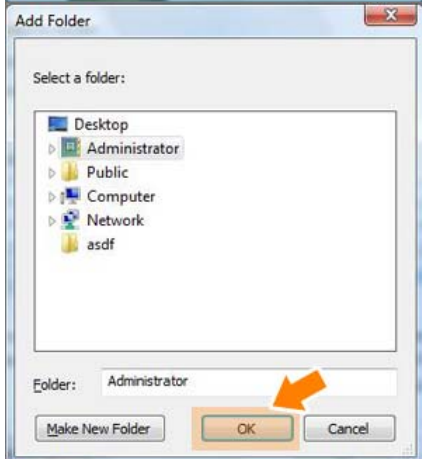 Add Folder
Select a folder:
Desktop
Administrator
Public
Computer
Network
asdf
Folder: Administrator
Make New Folder OK Cancel